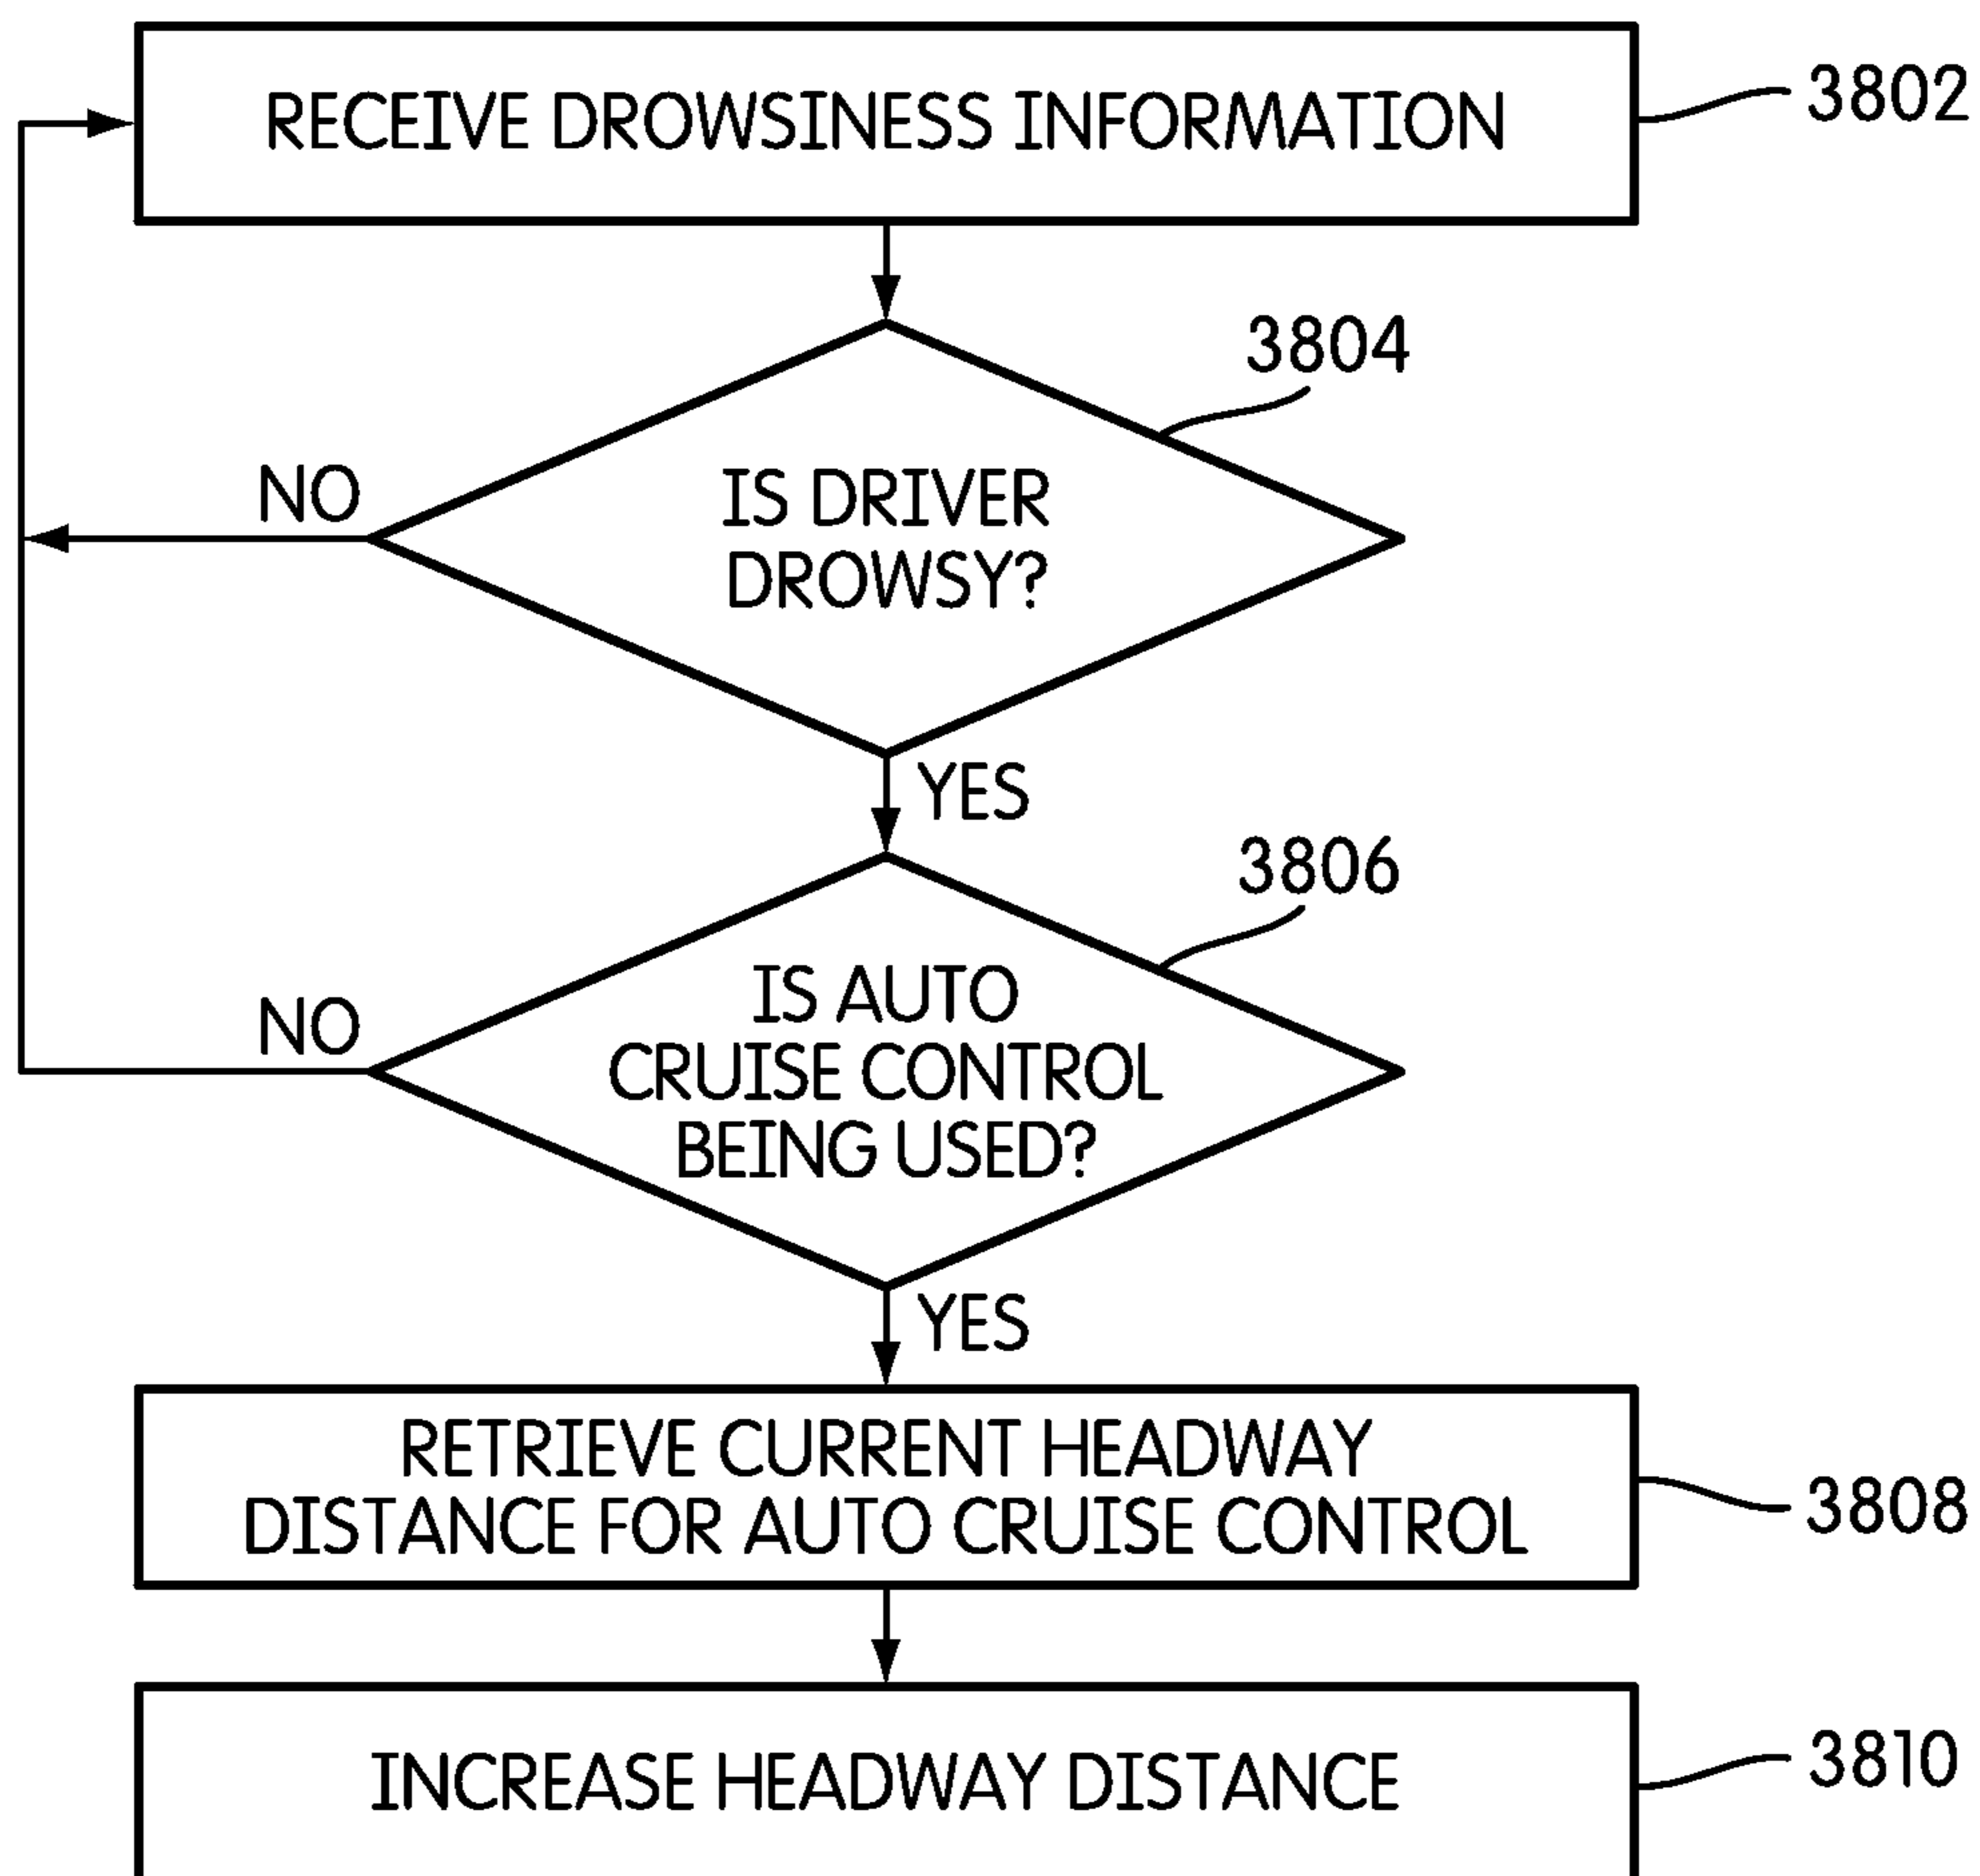 RECEIVE DROWSINESS INFORMATION
3802
3804
IS DRIVER
DROWSY?
NO
YES
3806
IS AUTO
CRUISE CONTROL
BEING USED?
NO
YES
RETRIEVE CURRENT HEADWAY
DISTANCE FOR AUTO CRUISE CONTROL
3808
INCREASE HEADWAY DISTANCE
3810